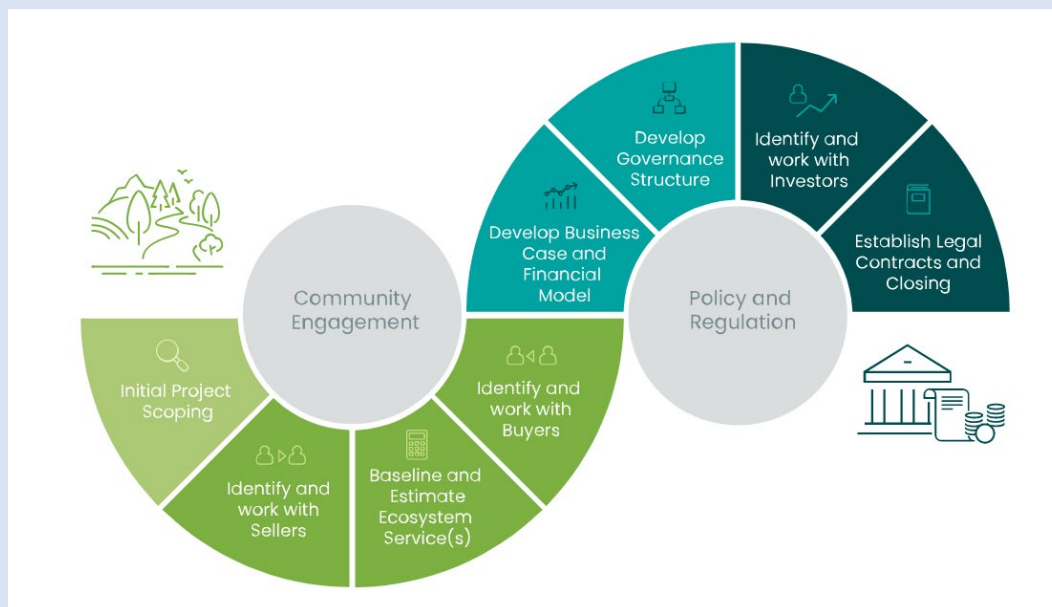 Initial Project
Scoping
Identify and
work with
Sellers
Baseline and
Estimate
Ecosystem
Service(s)
Identify and
work with
Buyers
Community
Engagement
Develop Business
Case and
Financial
Model
Develop
Governance
Structure
Identify and
work with
Investors
Establish Legal
Contracts and
Closing
Policy and
Regulation